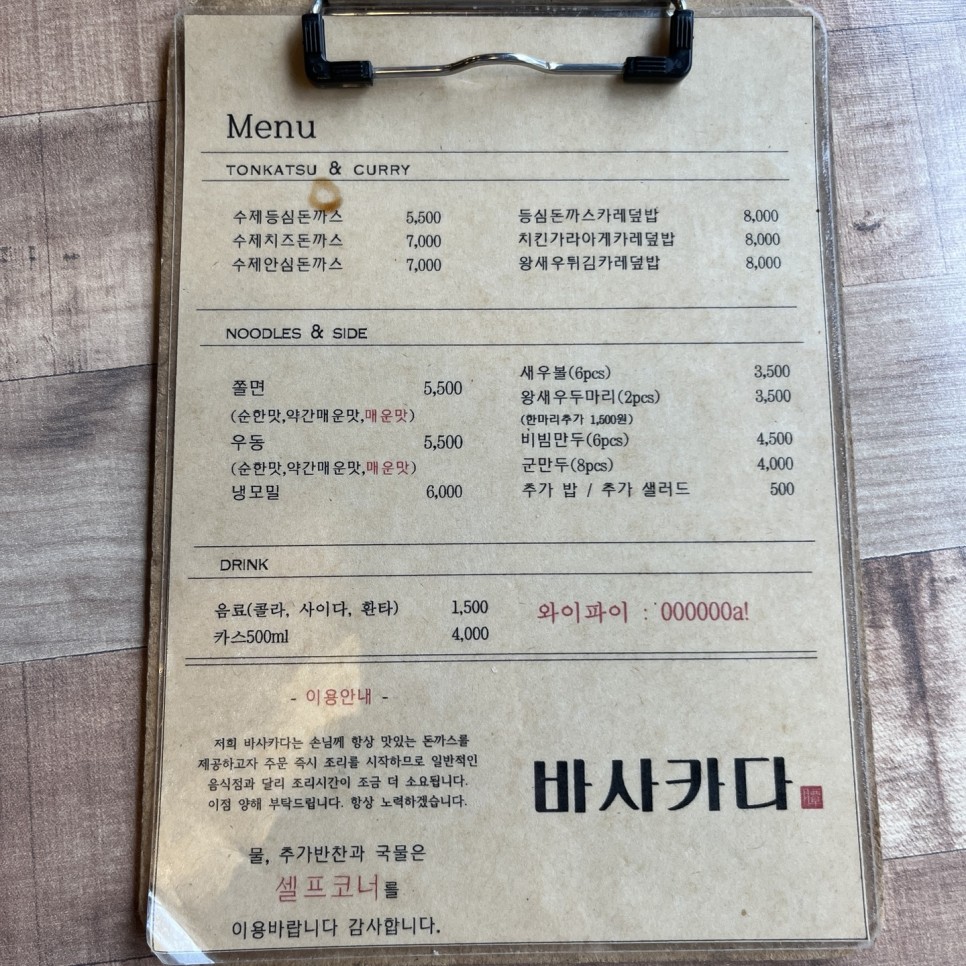 Menu
TONKATSU & CURRY
수제등심돈까스 5,500
수제치즈돈까스 7,000
수제안심돈까스 7,000
등심돈까스카레덮밥 8,000
치킨가라아게카레덮밥 8,000
왕새우튀김카레덮밥 8,000
NOODLES & SIDE
쫄면 5,500
(순한맛,약간매운맛,매운맛)
우동 5,500
(순한맛,약간매운맛,매운맛)
냉모밀 6,000
새우볼(6pcs) 3,500
왕새우두마리(2pcs) 3,500
(한마리추가 1,500원)
비빔만두(6pcs) 4,500
군만두(8pcs) 4,000
추가 밥 / 추가 샐러드 500
DRINK
음료(콜라, 사이다, 환타) 1,500
카스500ml 4,000
와이파이 : 000000a!
- 이용안내 -
저희 바사카다는 손님께 항상 맛있는 돈까스를
제공하고자 주문 즉시 조리를 시작하므로 일반적인
음식점과 달리 조리시간이 조금 더 소요됩니다.
이점 양해 부탁드립니다. 항상 노력하겠습니다.
물, 추가반찬과 국물은
셀프코너를
이용바랍니다 감사합니다.
바사카다